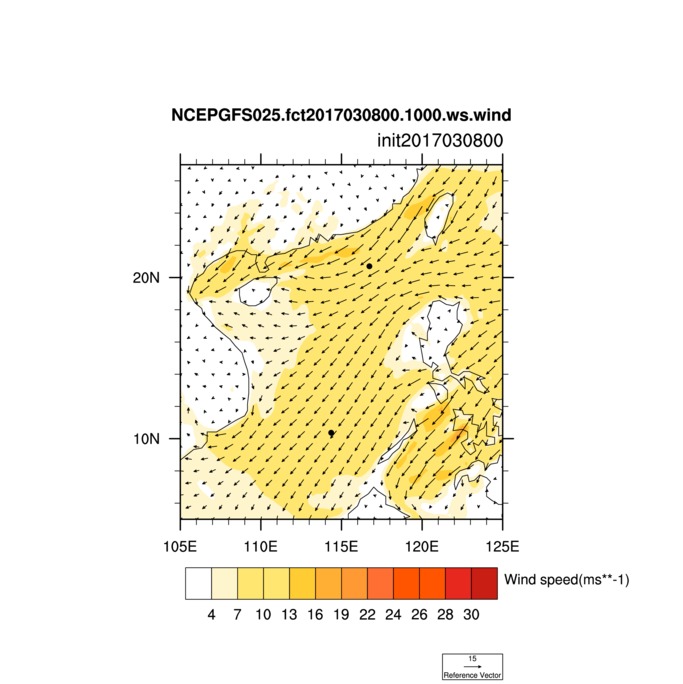 NCEPGFS025.fct2017030800.1000.ws.wind
init2017030800
20N
10N
105E 110E 115E 120E 125E
Wind speed(ms**-1)
4 7 10 13 16 19 22 24 26 28 30
15
Reference Vector